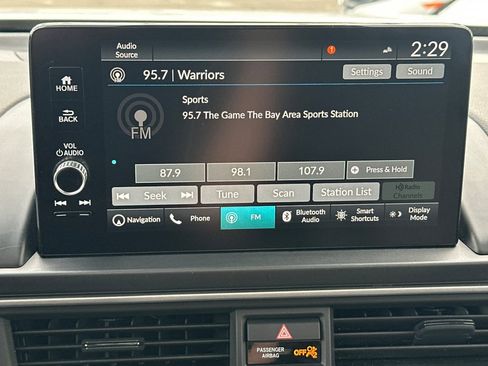 Audio
Source
2:29
HOME
BACK
VOL
AUDIO
95.7 | Warriors
Settings
Sound
Sports
95.7 The Game The Bay Area Sports Station
FM
87.9
98.1
107.9
Press & Hold
Seek
Tune
Scan
Station List
HD Radio
Channels
Navigation
Phone
FM
Bluetooth
Audio
Smart
Shortcuts
Display
Mode
PASSENGER
AIRBAG
OFF